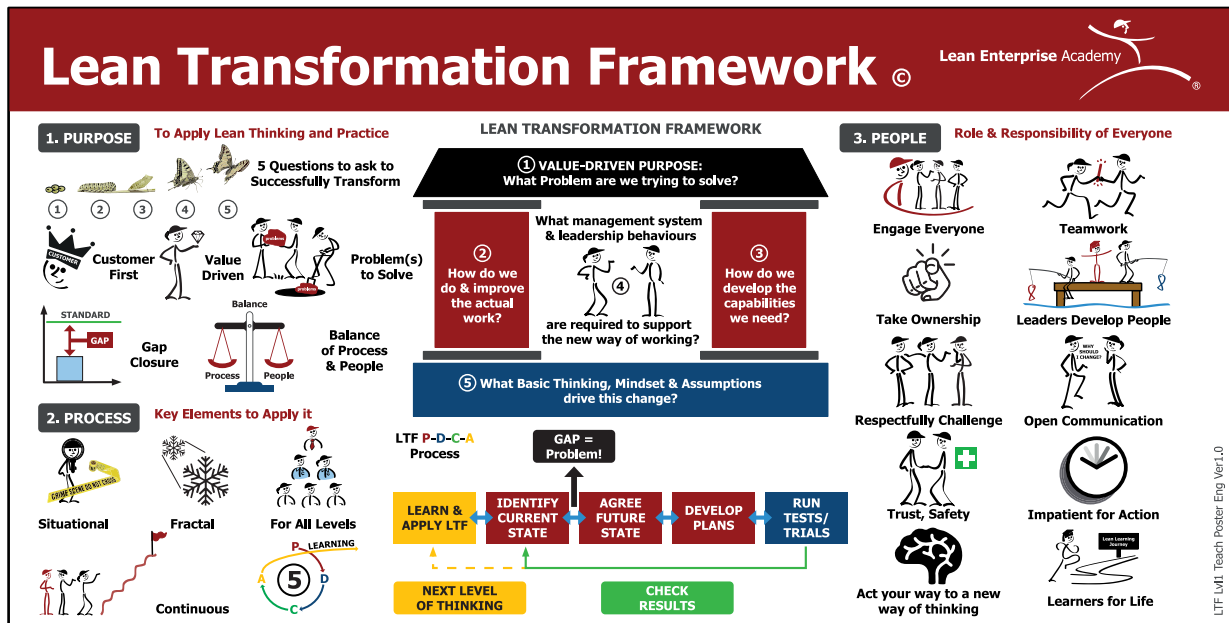 Lean Transformation Framework ©
Lean Enterprise Academy
®
1. PURPOSE
To Apply Lean Thinking and Practice
5 Questions to ask to
Successfully Transform
1 2 3 4 5
CUSTOMER
Customer
First
Value
Driven
problems
problems
Problem(s)
to Solve
STANDARD
GAP
Gap
Closure
Balance
Process
People
Balance
of Process
& People
2. PROCESS
Key Elements to Apply it
CRIME SCENE DO NOT CROSS
Situational
Fractal
For All Levels
Continuous
P LEARNING
A 5 D
C
LEAN TRANSFORMATION FRAMEWORK
1 VALUE-DRIVEN PURPOSE:
What Problem are we trying to solve?
2
How do we
do & improve
the actual
work?
What management system
& leadership behaviours
4
are required to support
the new way of working?
3
How do we
develop the
capabilities
we need?
5 What Basic Thinking, Mindset & Assumptions
drive this change?
LTF P-D-C-A
Process
GAP =
Problem!
LEARN &
APPLY LTF
IDENTIFY
CURRENT
STATE
AGREE
FUTURE
STATE
DEVELOP
PLANS
RUN
TESTS/
TRIALS
NEXT LEVEL
OF THINKING
CHECK
RESULTS
3. PEOPLE
Role & Responsibility of Everyone
Engage Everyone
Teamwork
Take Ownership
Leaders Develop People
Respectfully Challenge
WHY
SHOULD
I CHANGE?
Open Communication
Trust, Safety
Impatient for Action
Act your way to a new
way of thinking
Lean Learning
Journey
Learners for Life
LTF Lvl1 Teach Poster Eng Ver1.0